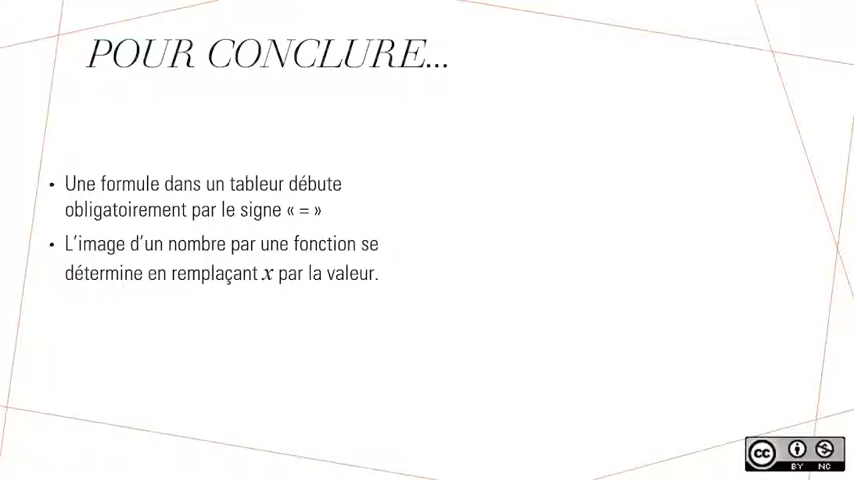 POUR CONCLURE...
• Une formule dans un tableur débute
obligatoirement par le signe « = »
• L'image d'un nombre par une fonction se
détermine en remplaçant x par la valeur.
cc
BY NC